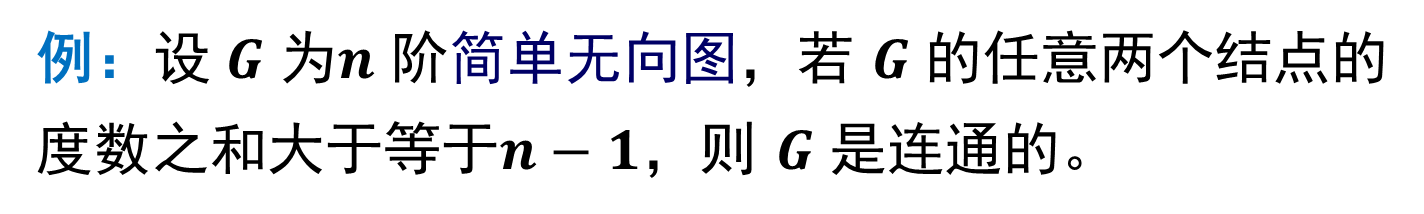 例：设 G 为n 阶简单无向图，若 G 的任意两个结点的
度数之和大于等于n − 1，则 G 是连通的。